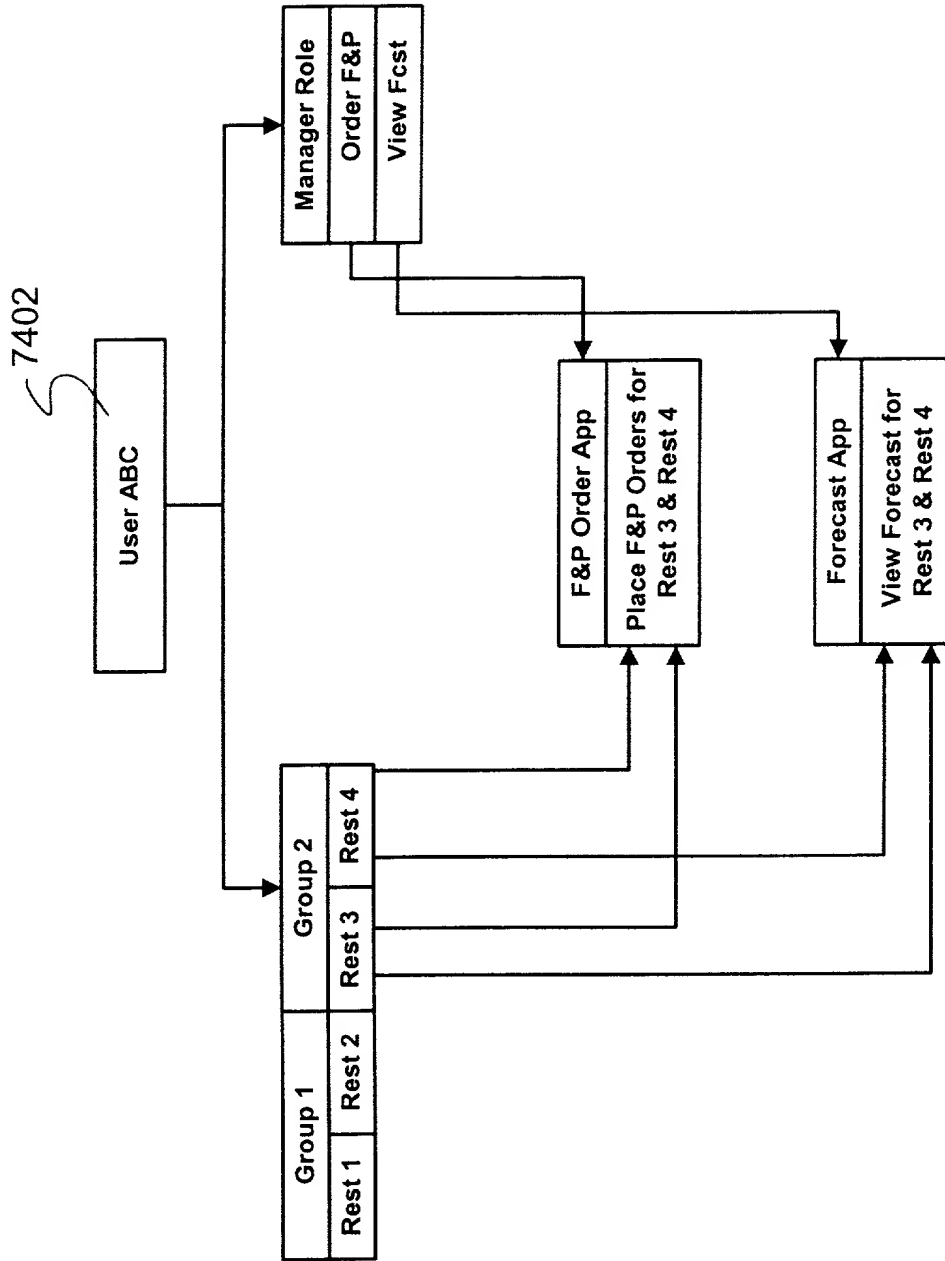 7402
User ABC
Group 1
Group 2
Rest 1
Rest 2
Rest 3
Rest 4
Manager Role
Order F&P
View Fcst
F&P Order App
Place F&P Orders for
Rest 3 & Rest 4
Forecast App
View Forecast for
Rest 3 & Rest 4